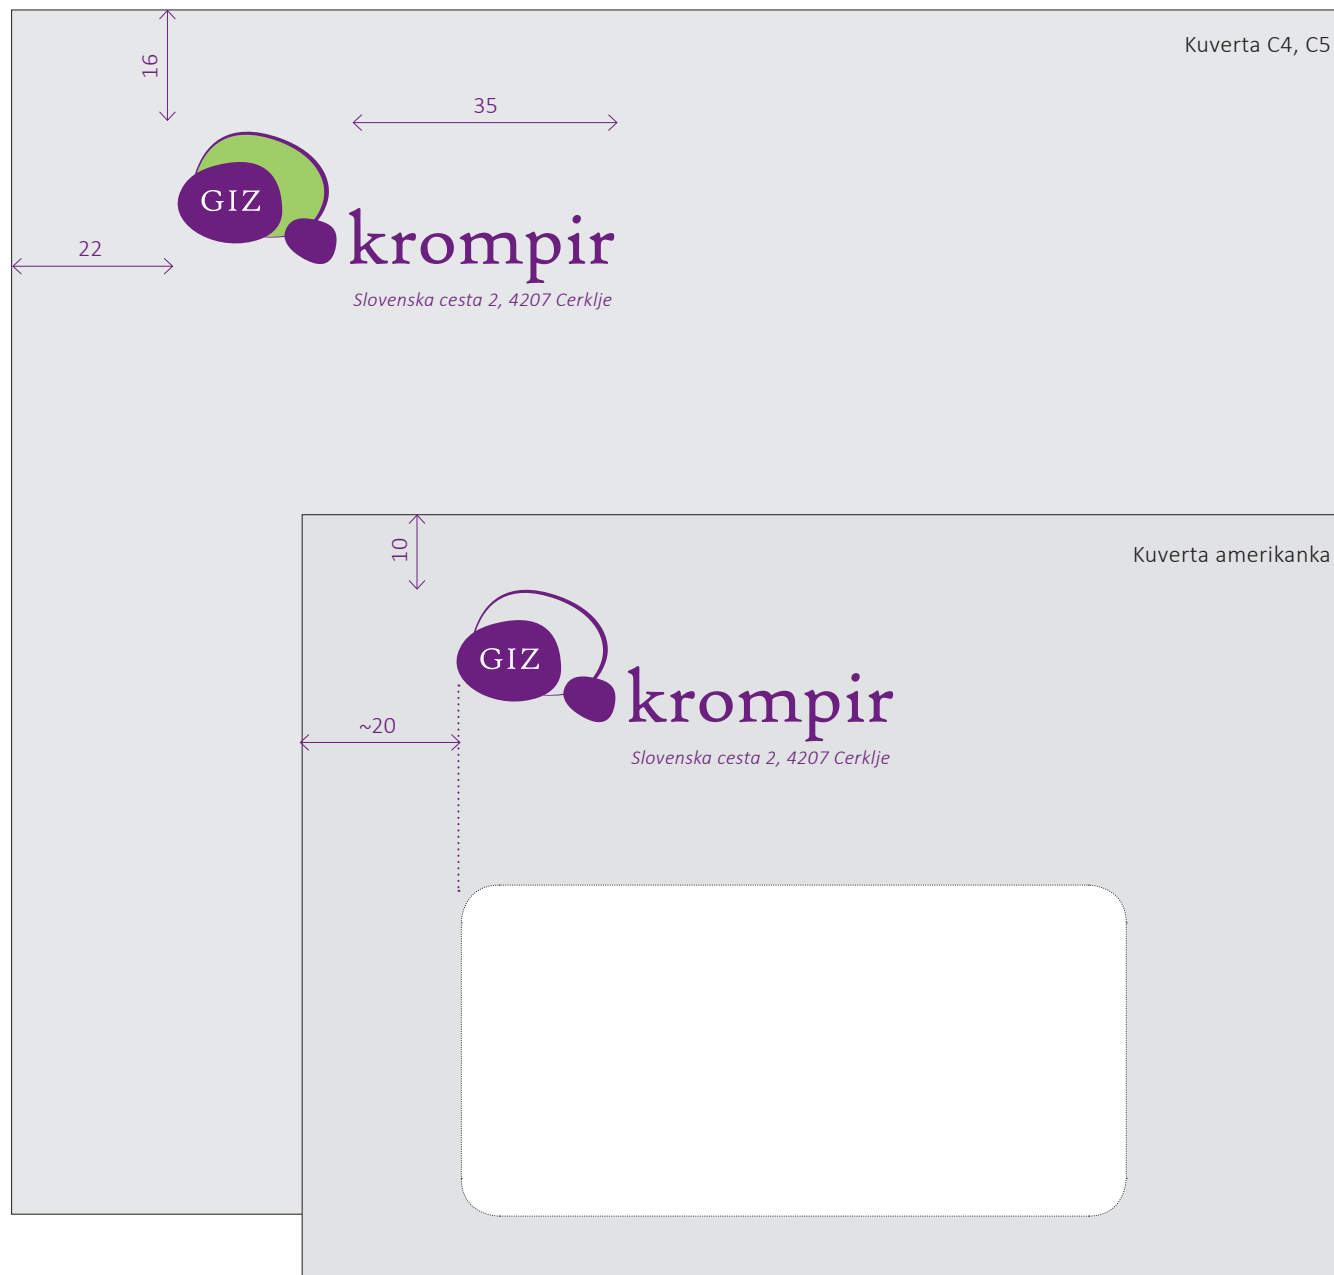 Kuverta C4, C5
16
35
GIZ
krompir
22
Slovenska cesta 2, 4207 Cerklje
10
Kuverta amerikanka
GIZ
krompir
~20
Slovenska cesta 2, 4207 Cerklje